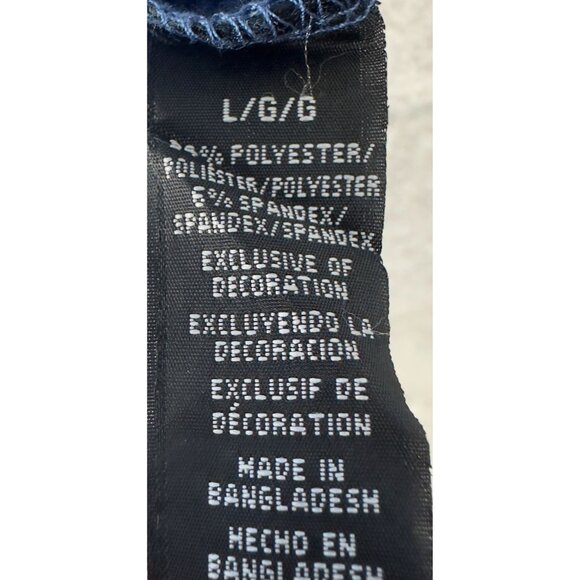 L/G/G
94% POLYESTER/
POLIÉSTER/POLYESTER
6% SPANDEX/
SPANDEX/SPANDEX
EXCLUSIVE OF
DECORATION
EXCLUYENDO LA
DECORACION
EXCLUSIF DE
DÉCORATION
MADE IN
BANGLADESH
HECHO EN
BANGLADESH